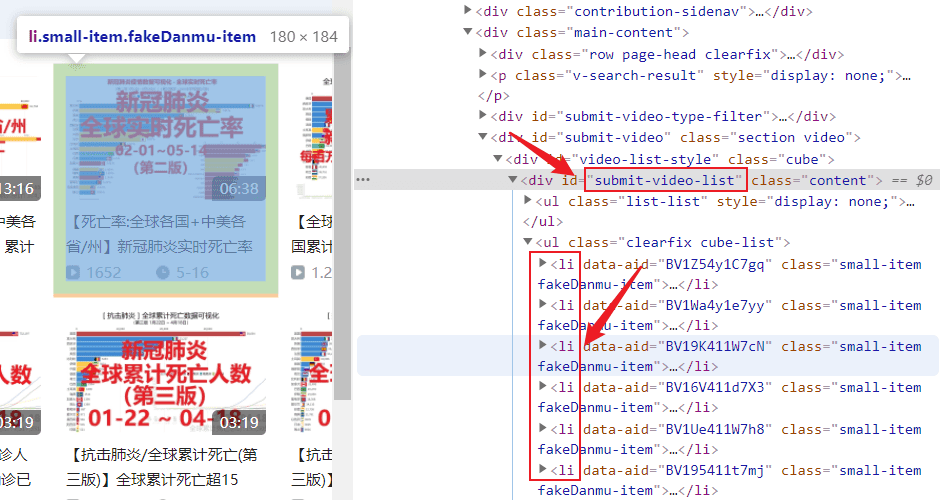 li.small-item.fakeDanmu-item 180 × 184
新冠肺炎
全球实时死亡率
02-01~05-14
(第二版)
省/州
每
13:16
06:38
中美各
累计
【死亡率:全球各国+中美各
省/州】新冠肺炎实时死亡率
1652 5-16
【全
国累计
1.2
【抗击肺炎】全球累计死亡数据可视化
新冠肺炎
全球累计死亡人数
(第三版)
01-22 ~ 04-18
人数
03:19
03:19
诊人
诊已
【抗击肺炎/全球累计死亡(第
三版)】全球累计死亡超15
【抗击
三版)
<div class="contribution-sidenav">…</div>
<div class="main-content">
<div class="row page-head clearfix">…</div>
<p class="v-search-result" style="display: none;">…
</p>
<div id="submit-video-type-filter">…</div>
<div id="submit-video" class="section video">
<div id="video-list-style" class="cube">
… <div id="submit-video-list" class="content"> == $0
<ul class="list-list" style="display: none;">…
</ul>
<ul class="clearfix cube-list">
<li data-aid="BV1Z54y1C7gq" class="small-item
fakeDanmu-item">…</li>
<li data-aid="BV1Wa4y1e7yy" class="small-item
fakeDanmu-item">…</li>
<li data-aid="BV19K411W7cN" class="small-item
fakeDanmu-item">…</li>
<li data-aid="BV16V411d7X3" class="small-item
fakeDanmu-item">…</li>
<li data-aid="BV1Ue411W7h8" class="small-item
fakeDanmu-item">…</li>
<li data-aid="BV195411t7mj" class="small-item
fakeDanmu-item">…</li>